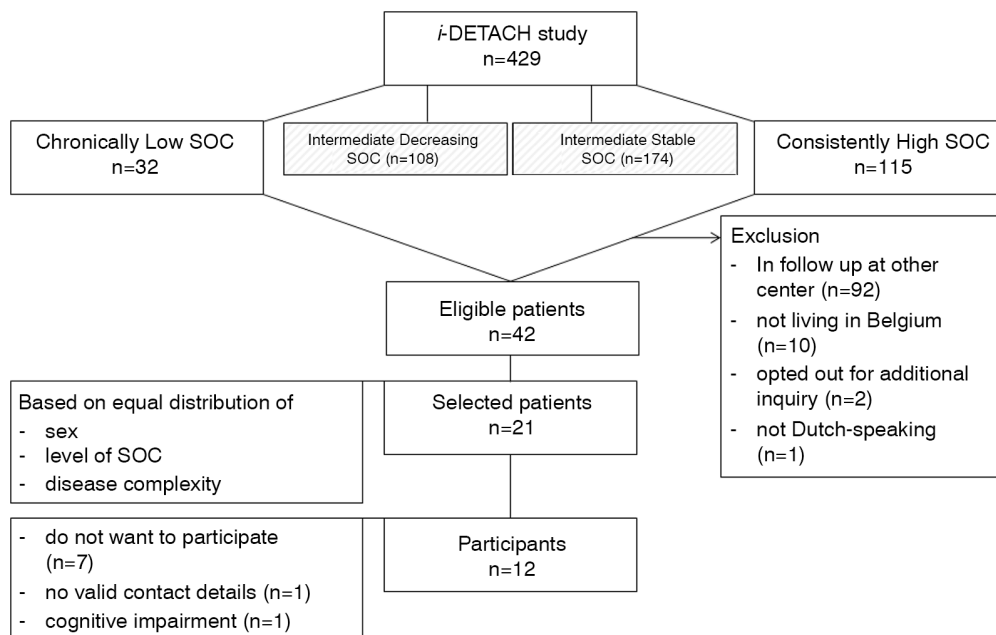 i-DETACH study
n=429
Chronically Low SOC
n=32
Intermediate Decreasing
SOC (n=108)
Intermediate Stable
SOC (n=174)
Consistently High SOC
n=115
Exclusion
- In follow up at other
center (n=92)
- not living in Belgium
(n=10)
- opted out for additional
inquiry (n=2)
- not Dutch-speaking
(n=1)
Eligible patients
n=42
Based on equal distribution of
- sex
- level of SOC
- disease complexity
Selected patients
n=21
- do not want to participate
(n=7)
- no valid contact details (n=1)
- cognitive impairment (n=1)
Participants
n=12